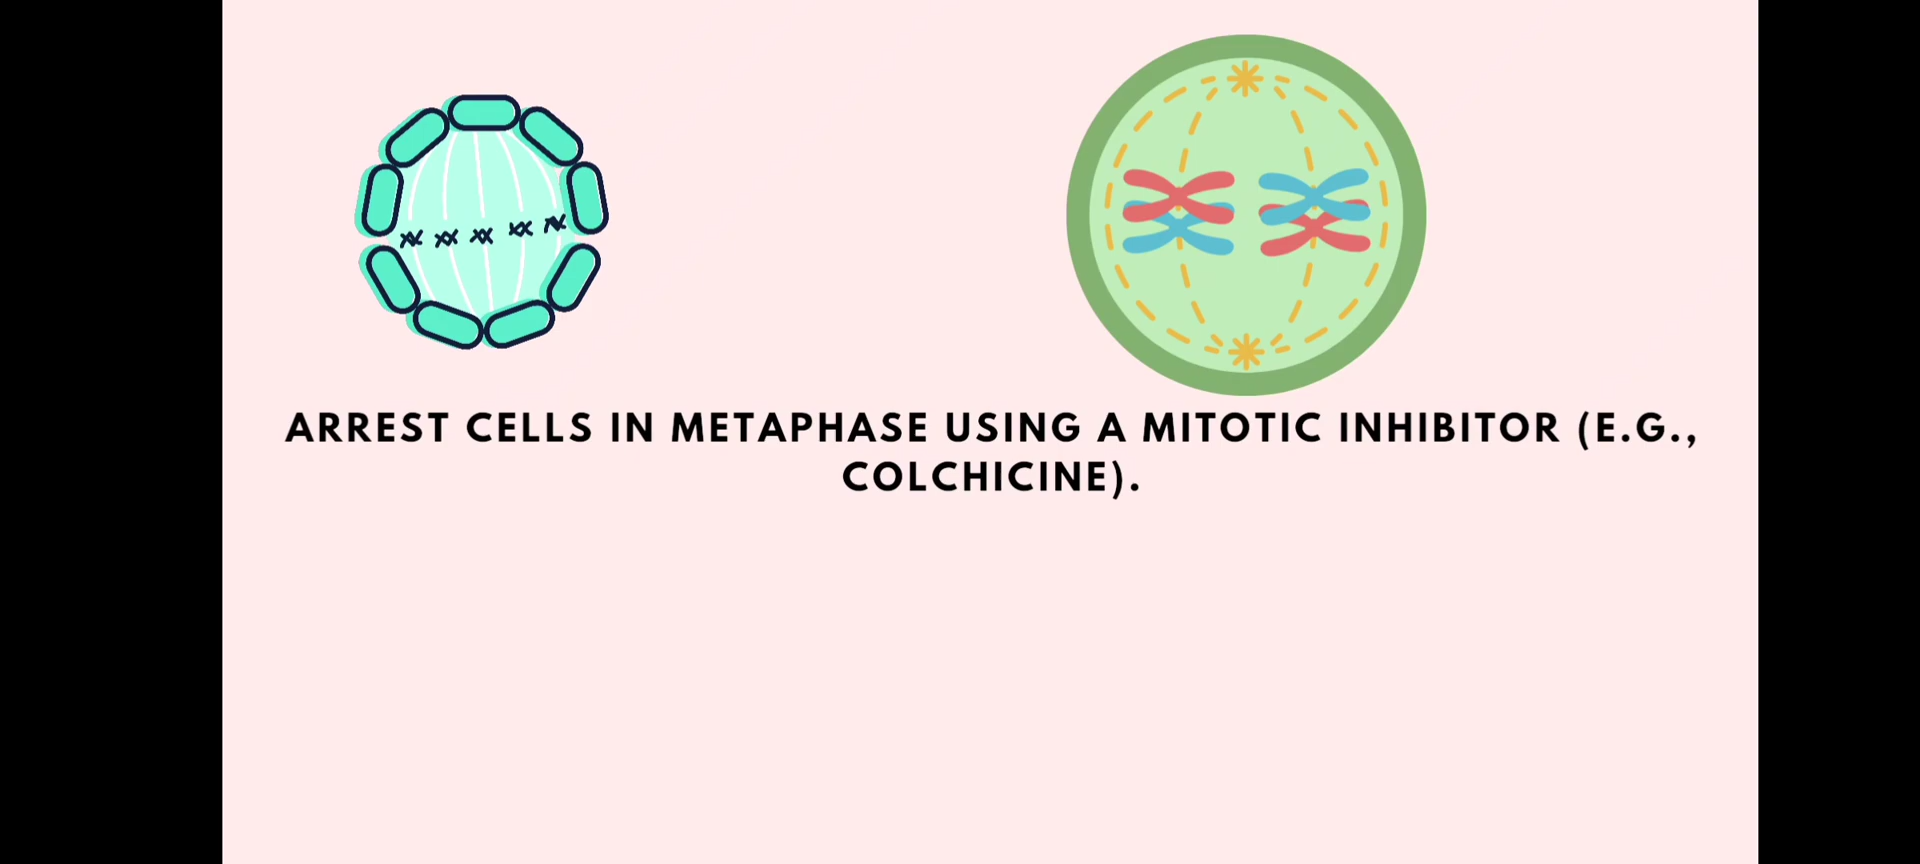 ARREST CELLS IN METAPHASE USING A MITOTIC INHIBITOR (E.G.,
COLCHICINE).